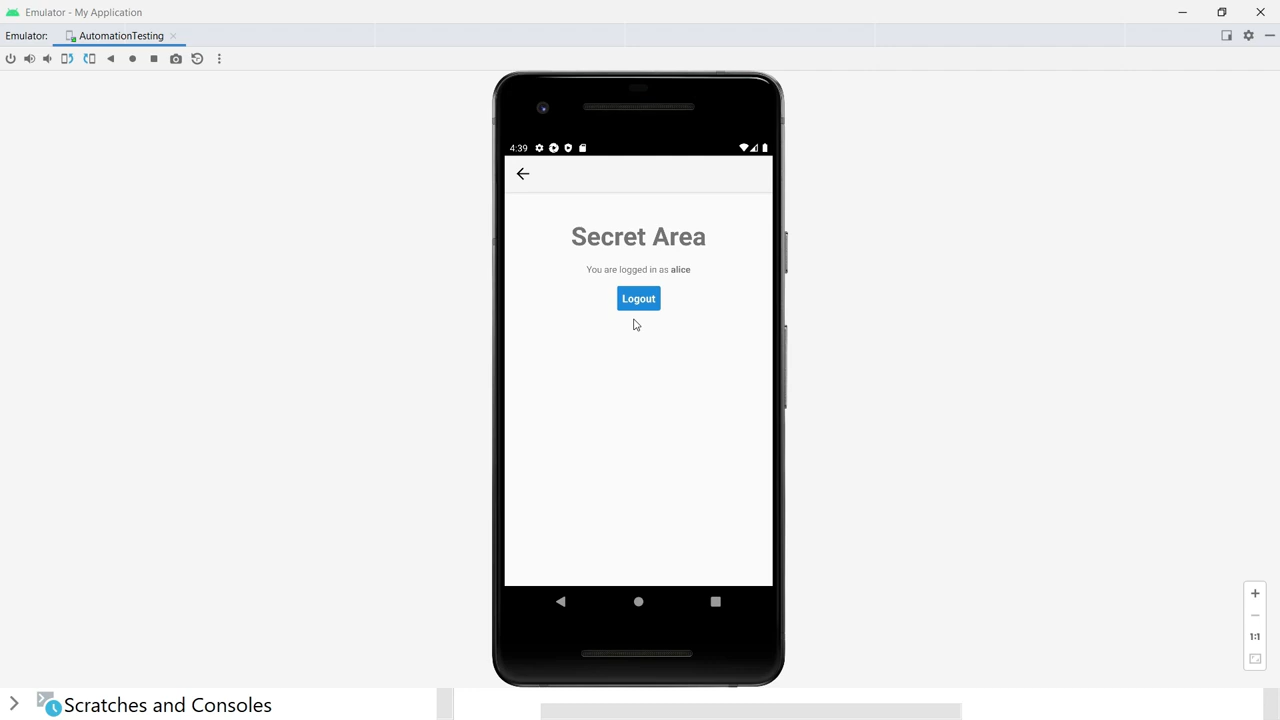 Emulator - My Application
Emulator: AutomationTesting
4:39
Secret Area
You are logged in as alice
Logout
1:1
Scratches and Consoles